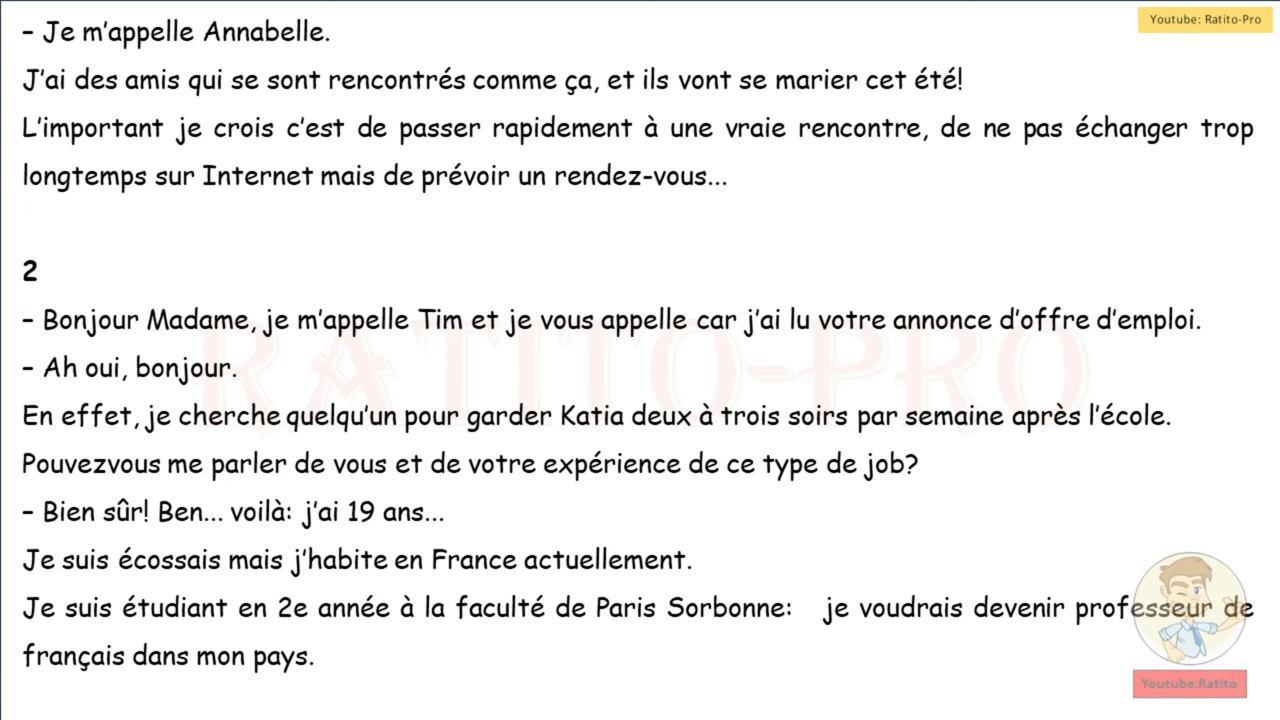 Youtube: Ratito-Pro
– Je m'appelle Annabelle.
J'ai des amis qui se sont rencontrés comme ça, et ils vont se marier cet été!
L'important je crois c'est de passer rapidement à une vraie rencontre, de ne pas échanger trop
longtemps sur Internet mais de prévoir un rendez-vous...
2
– Bonjour Madame, je m'appelle Tim et je vous appelle car j'ai lu votre annonce d'offre d'emploi.
RATITO-PRO
– Ah oui, bonjour.
En effet, je cherche quelqu'un pour garder Katia deux à trois soirs par semaine après l'école.
Pouvezvous me parler de vous et de votre expérience de ce type de job?
– Bien sûr! Ben... voilà: j'ai 19 ans...
Je suis écossais mais j'habite en France actuellement.
Je suis étudiant en 2e année à la faculté de Paris Sorbonne: je voudrais devenir professeur de
français dans mon pays.
Youtube:Ratito